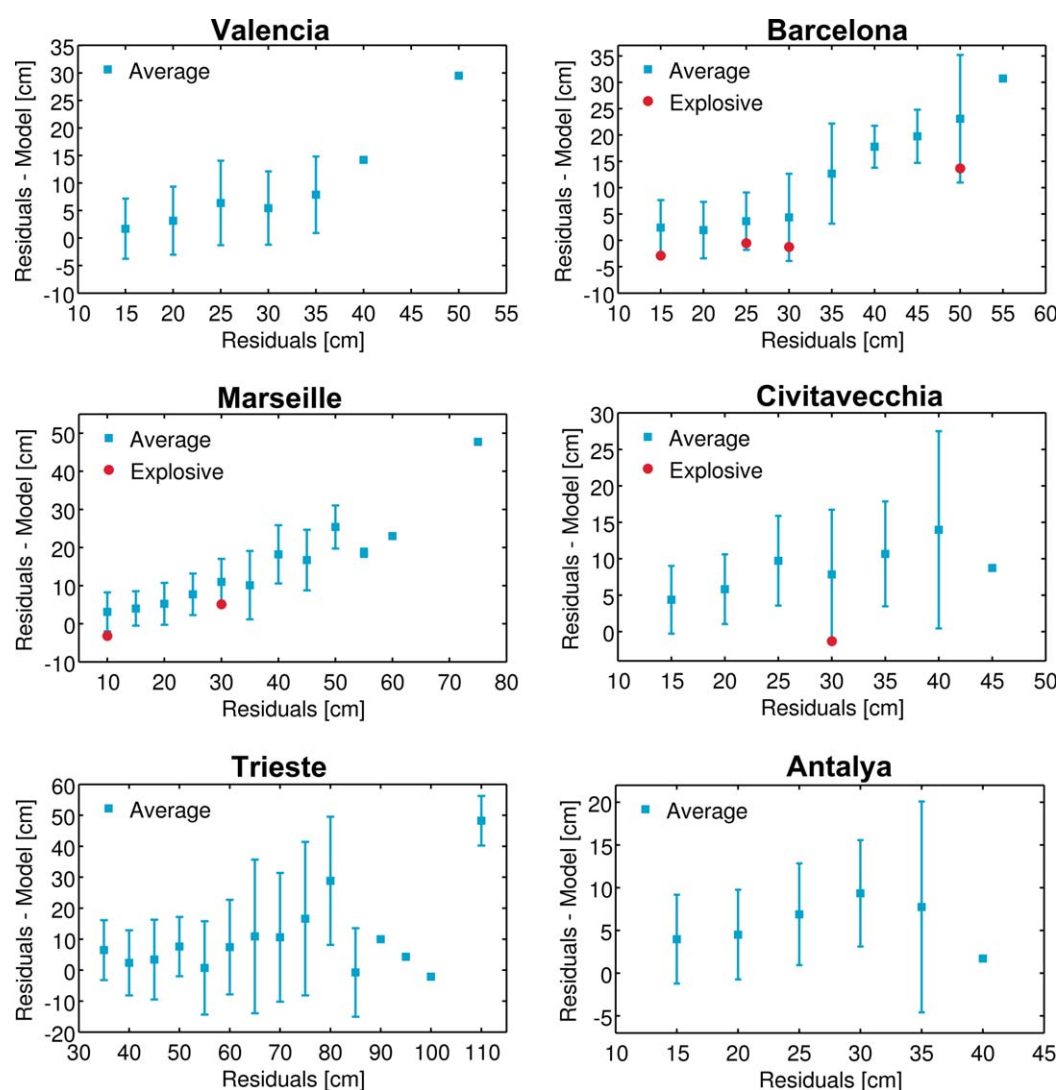 Valencia
Residuals - Model [cm]
35
30
25
20
15
10
5
0
-5
-10
Average
10 15 20 25 30 35 40 45 50 55
Residuals [cm]
Barcelona
Residuals - Model [cm]
35
30
25
20
15
10
5
0
-5
-10
Average
Explosive
10 15 20 25 30 35 40 45 50 55 60
Residuals [cm]
Marseille
Residuals - Model [cm]
50
40
30
20
10
0
-10
Average
Explosive
10 20 30 40 50 60 70 80
Residuals [cm]
Civitavecchia
Residuals - Model [cm]
30
25
20
15
10
5
0
Average
Explosive
10 15 20 25 30 35 40 45 50
Residuals [cm]
Trieste
Residuals - Model [cm]
60
50
40
30
20
10
0
-10
-20
Average
30 40 50 60 70 80 90 100 110
Residuals [cm]
Antalya
Residuals - Model [cm]
20
15
10
5
0
-5
Average
10 15 20 25 30 35 40 45
Residuals [cm]